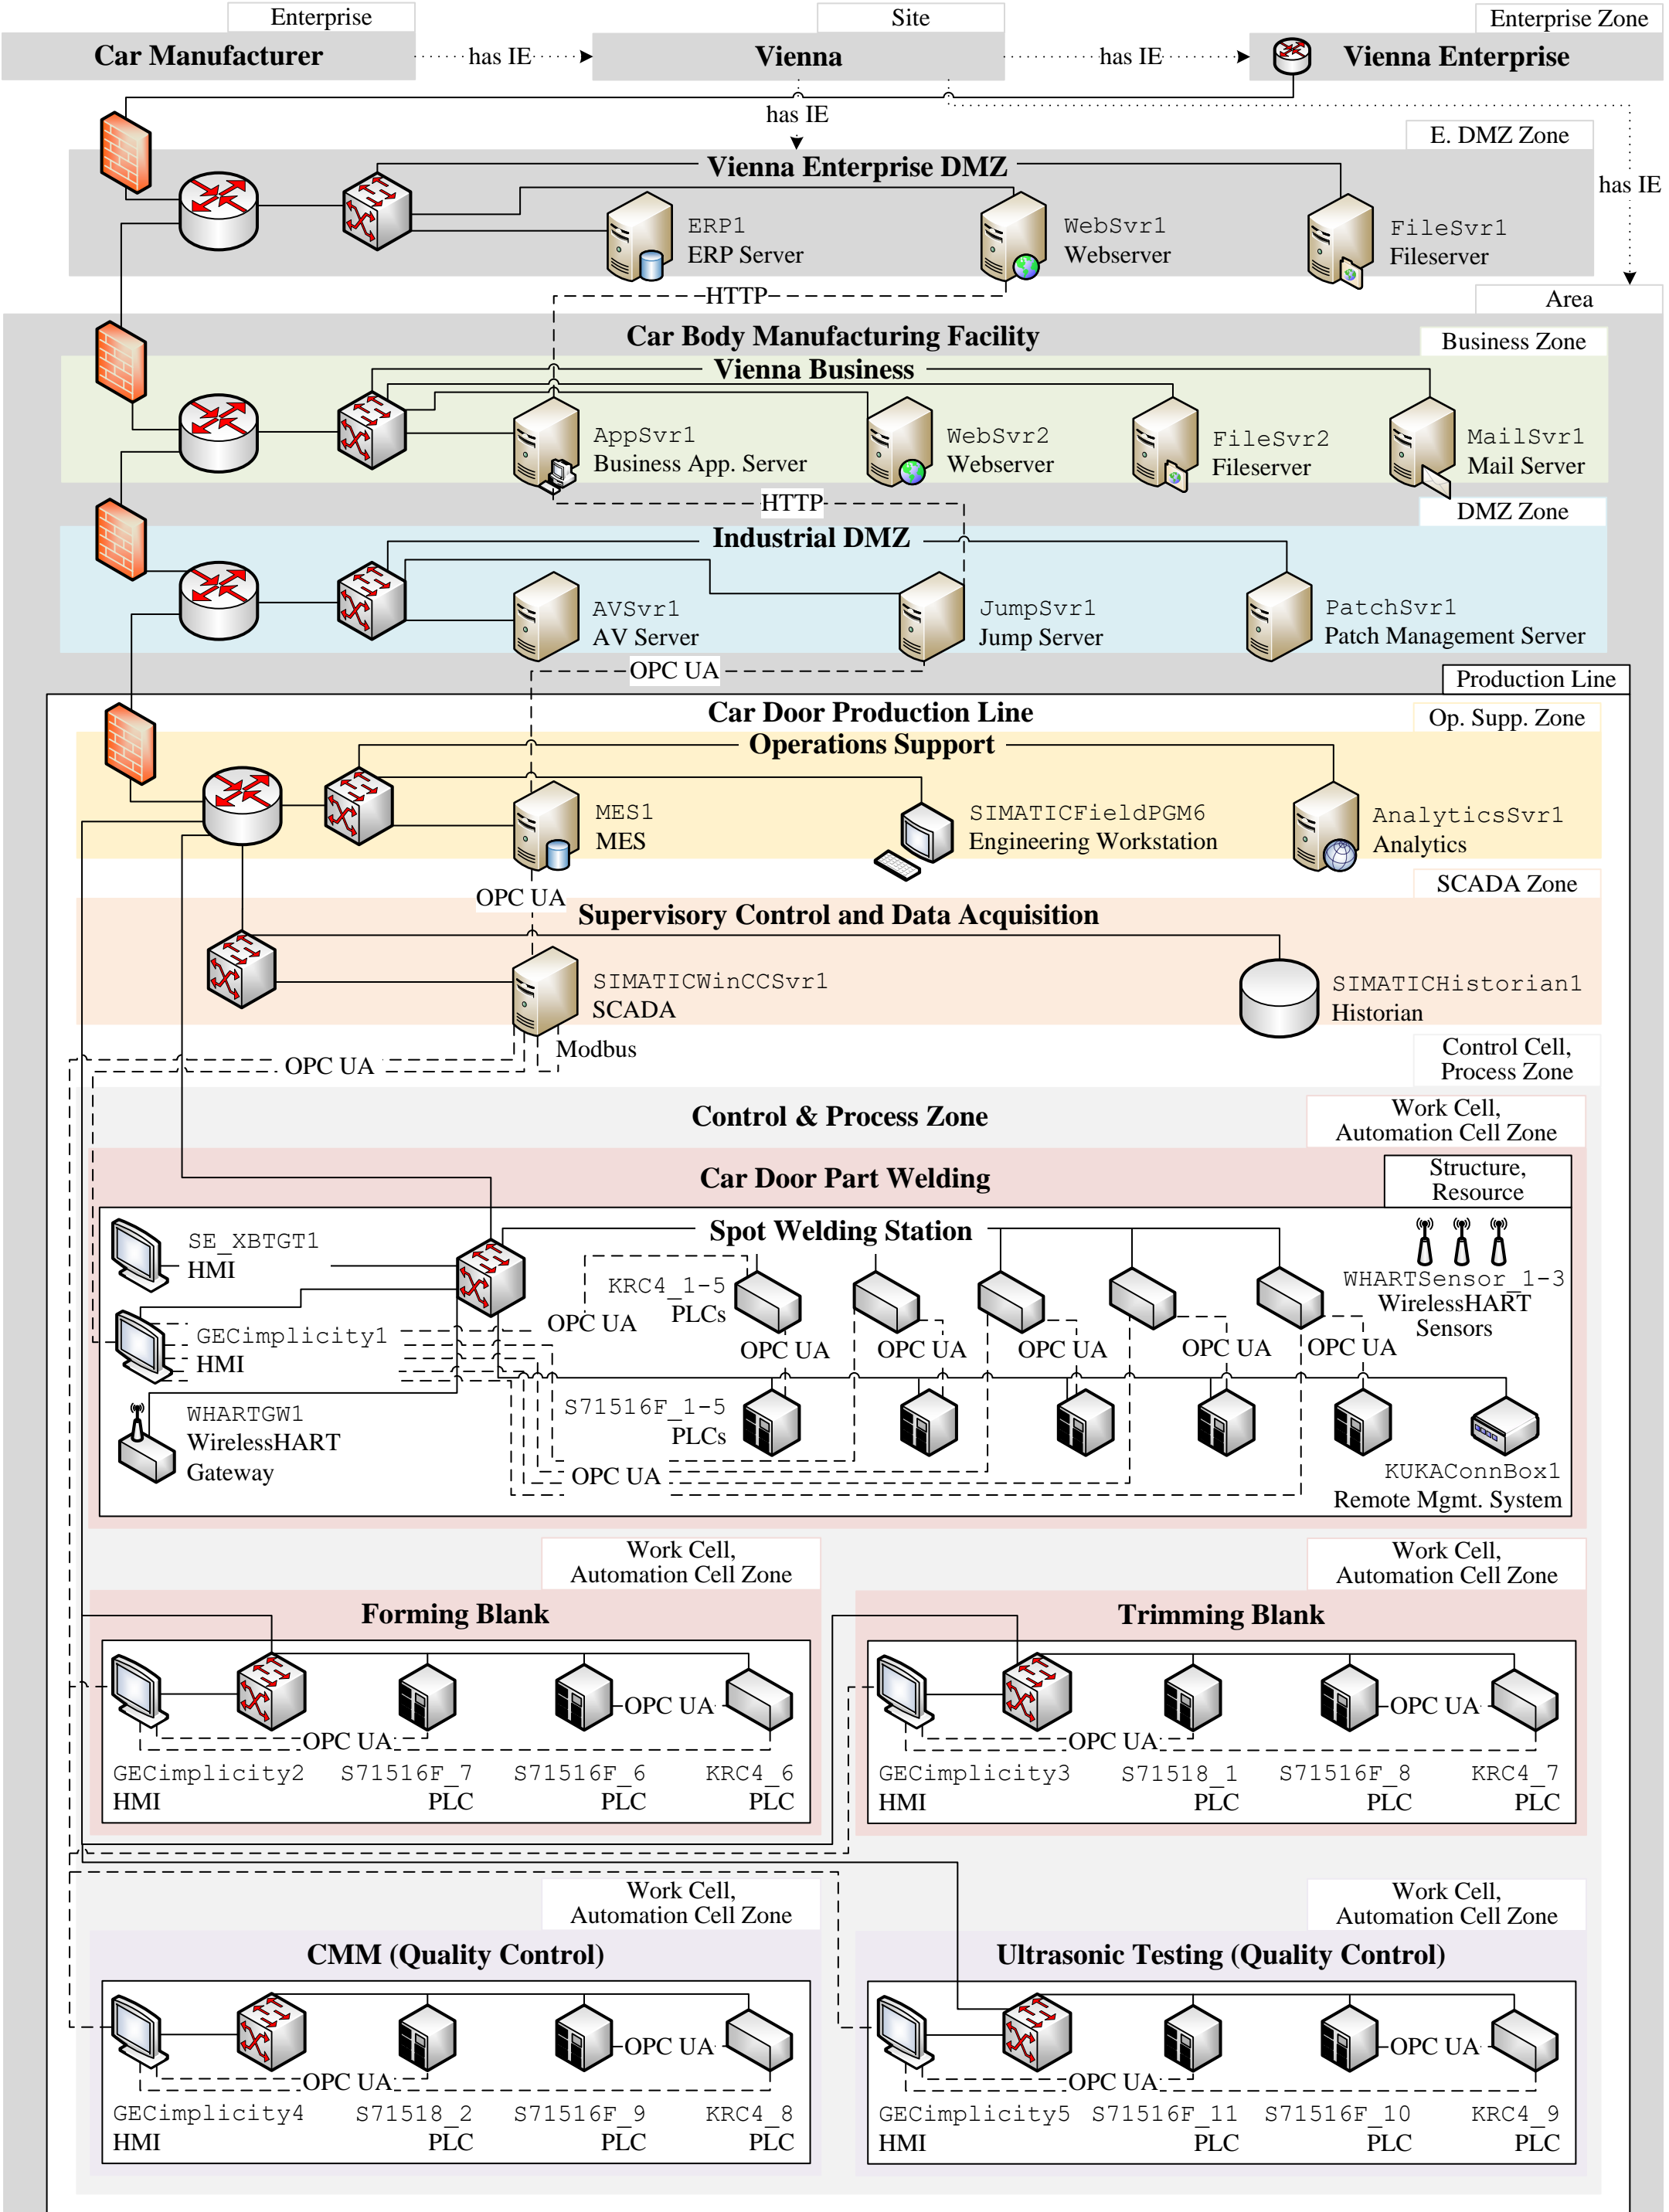 Enterprise
Site
Enterprise Zone
Car Manufacturer
has IE
Vienna
has IE
Vienna Enterprise
has IE
E. DMZ Zone
Vienna Enterprise DMZ
has IE
ERP1
ERP Server
WebSvr1
Webserver
FileSvr1
Fileserver
HTTP
Area
Car Body Manufacturing Facility
Business Zone
Vienna Business
AppSvr1
Business App. Server
WebSvr2
Webserver
FileSvr2
Fileserver
MailSvr1
Mail Server
HTTP
DMZ Zone
Industrial DMZ
AVSvr1
AV Server
JumpSvr1
Jump Server
PatchSvr1
Patch Management Server
OPC UA
Production Line
Car Door Production Line
Op. Supp. Zone
Operations Support
MES1
MES
SIMATICFieldPGM6
Engineering Workstation
AnalyticsSvr1
Analytics
OPC UA
SCADA Zone
Supervisory Control and Data Acquisition
SIMATICWinCCSvr1
SCADA
SIMATICHistorian1
Historian
Modbus
OPC UA
Control Cell,
Process Zone
Control & Process Zone
Work Cell,
Automation Cell Zone
Car Door Part Welding
Structure,
Resource
Spot Welding Station
SE_XBTGT1
HMI
KRC4_1-5
PLCs
WHARTSensor_1-3
WirelessHART
Sensors
OPC UA
GECimplicity1
HMI
OPC UA
OPC UA
OPC UA
OPC UA
OPC UA
S71516F_1-5
PLCs
WHARTGW1
WirelessHART
Gateway
OPC UA
KUKAConnBox1
Remote Mgmt. System
Work Cell,
Automation Cell Zone
Work Cell,
Automation Cell Zone
Forming Blank
OPC UA
OPC UA
GECimplicity2
HMI
S71516F_7
PLC
S71516F_6
PLC
KRC4_6
PLC
Trimming Blank
OPC UA
OPC UA
GECimplicity3
HMI
S71518_1
PLC
S71516F_8
PLC
KRC4_7
PLC
Work Cell,
Automation Cell Zone
Work Cell,
Automation Cell Zone
CMM (Quality Control)
OPC UA
OPC UA
GECimplicity4
HMI
S71518_2
PLC
S71516F_9
PLC
KRC4_8
PLC
Ultrasonic Testing (Quality Control)
OPC UA
OPC UA
GECimplicity5
HMI
S71516F_11
PLC
S71516F_10
PLC
KRC4_9
PLC